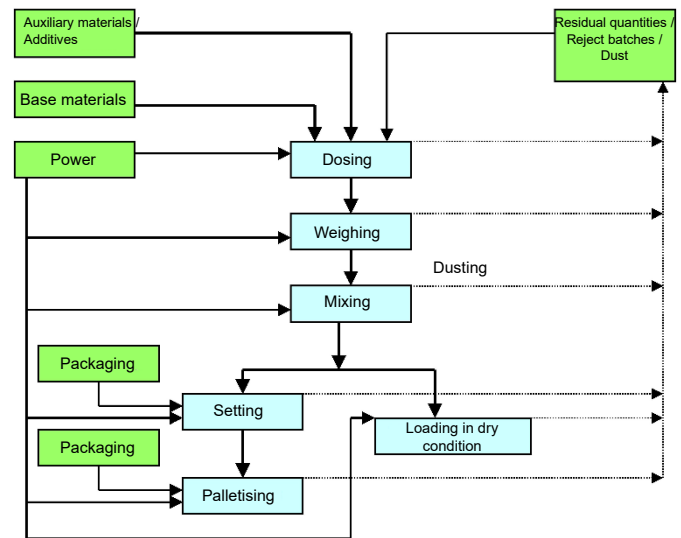 Auxiliary materials /
Additives
Residual quantities /
Reject batches /
Dust
Base materials
Power
Dosing
Weighing
Dusting
Mixing
Packaging
Setting
Loading in dry
condition
Packaging
Palletising